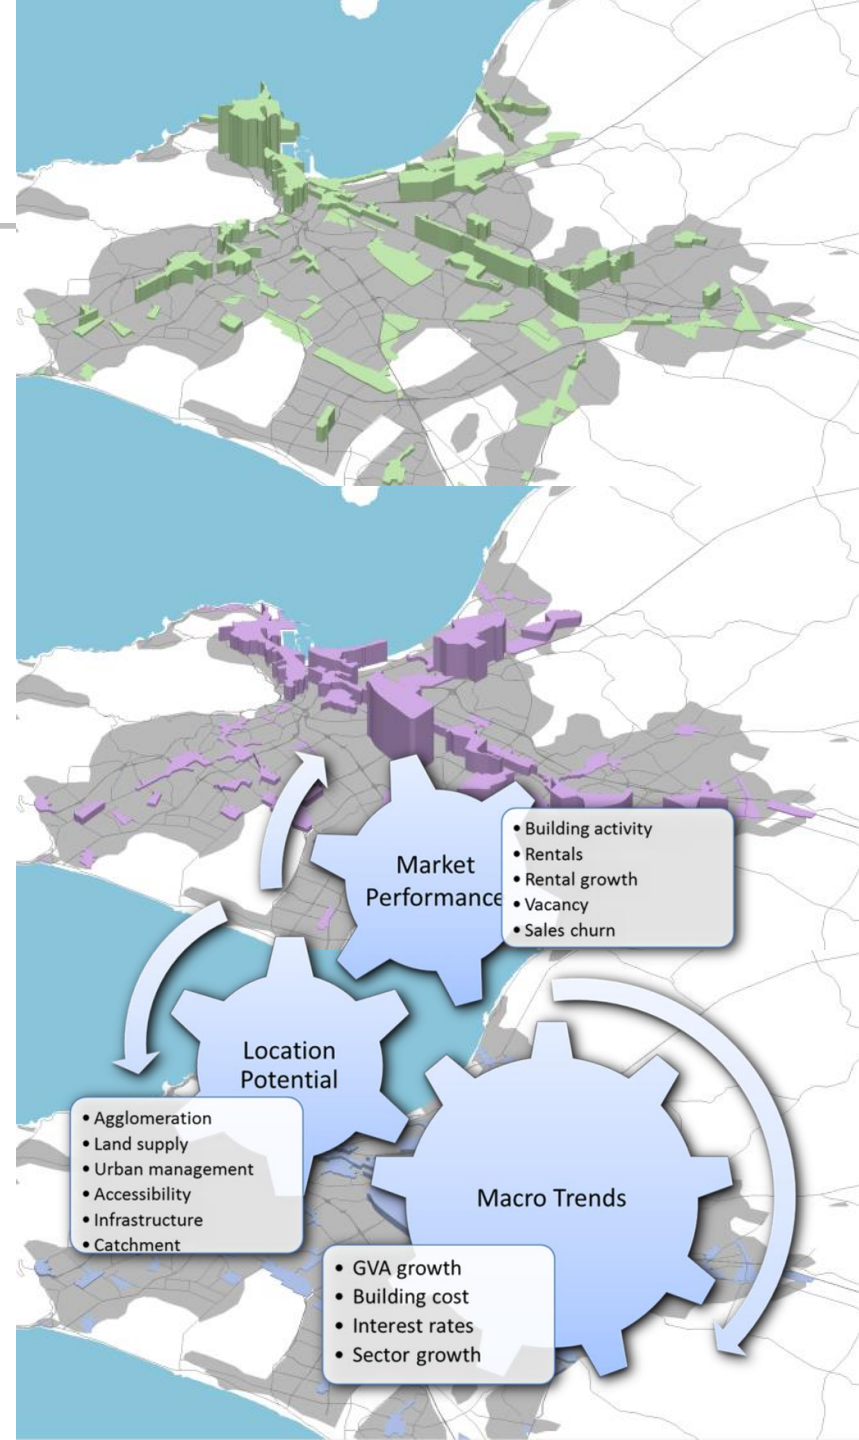 Market
Performance
• Building activity
• Rentals
• Rental growth
• Vacancy
• Sales churn
Location
Potential
• Agglomeration
• Land supply
• Urban management
• Accessibility
• Infrastructure
• Catchment
Macro Trends
• GVA growth
• Building cost
• Interest rates
• Sector growth